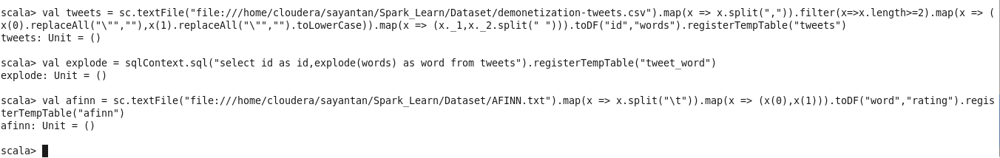 scala> val tweets = sc.textFile("file:///home/cloudera/sayantan/Spark_Learn/Dataset/demonetization-tweets.csv").map(x => x.split(",")).filter(x=>x.length>=2).map(x => (
x(0).replaceAll("\"",""),x(1).replaceAll("\"","").toLowerCase)).map(x => (x._1,x._2.split(" "))).toDF("id","words").registerTempTable("tweets")
tweets: Unit = ()
scala> val explode = sqlContext.sql("select id as id,explode(words) as word from tweets").registerTempTable("tweet_word")
explode: Unit = ()
scala> val afinn = sc.textFile("file:///home/cloudera/sayantan/Spark_Learn/Dataset/AFINN.txt").map(x => x.split("\t")).map(x => (x(0),x(1))).toDF("word","rating").regis
terTempTable("afinn")
afinn: Unit = ()
scala>